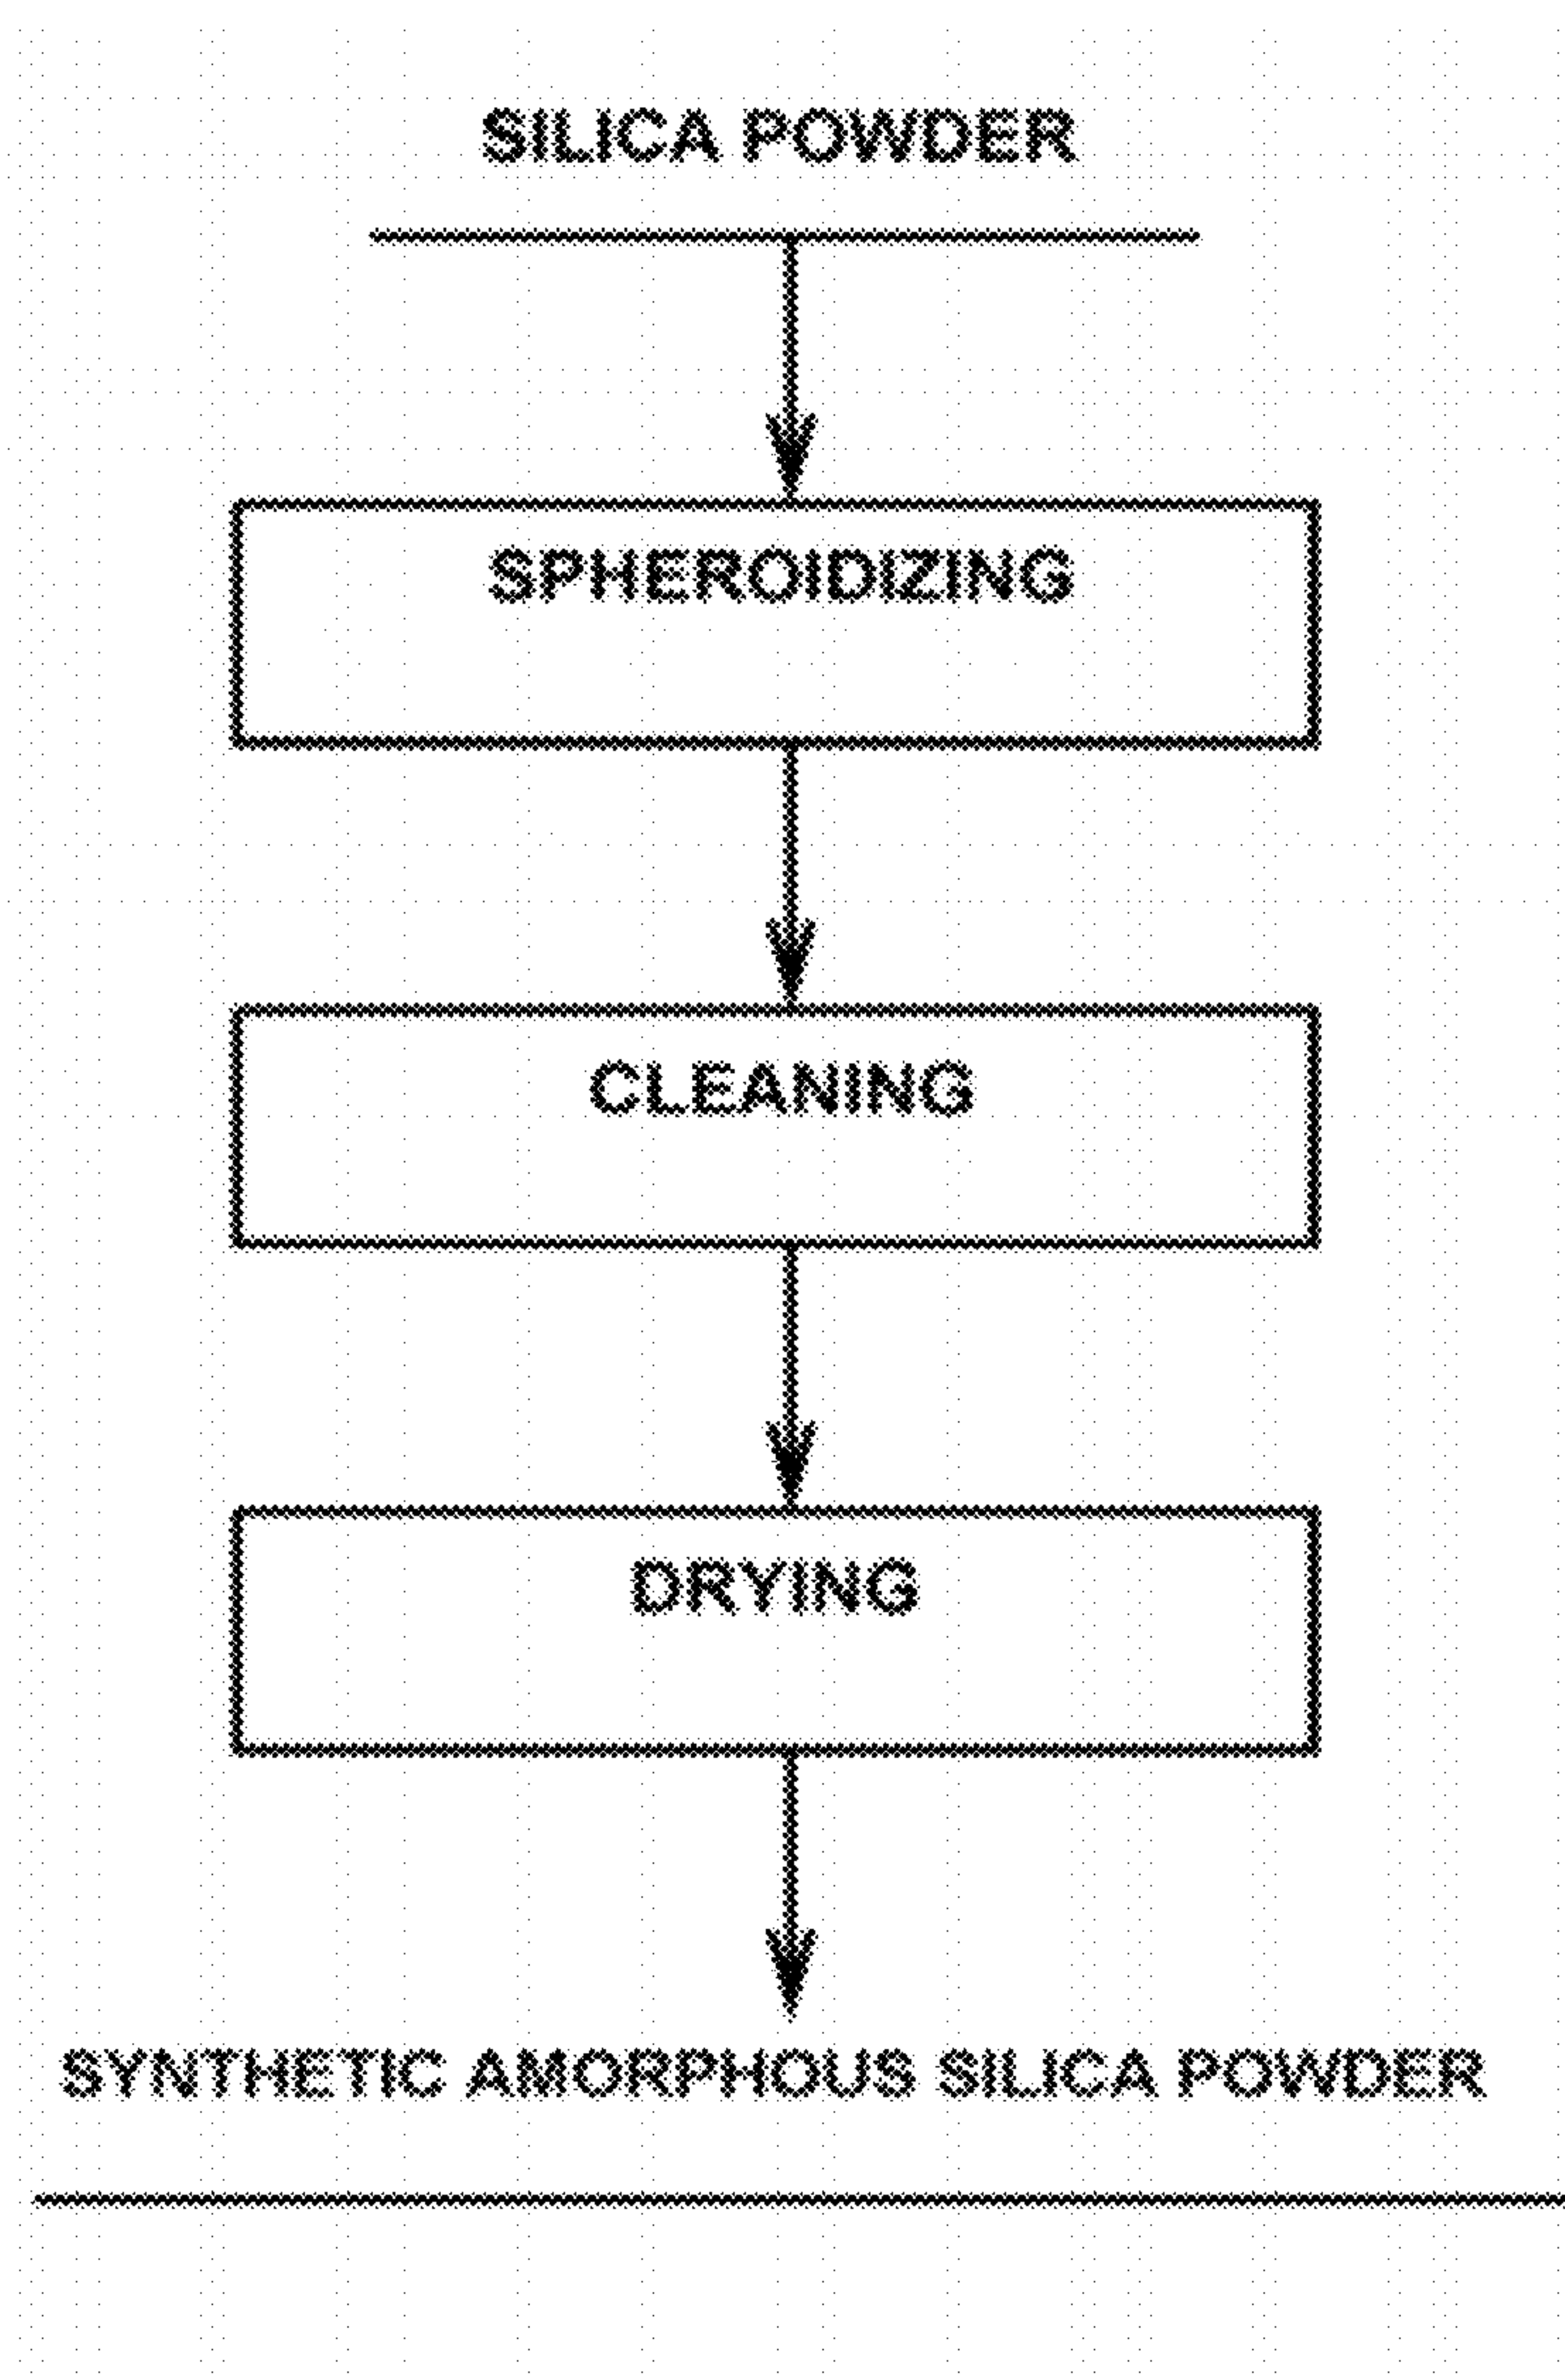 SILICA POWDER
SPHEROIDIZING
CLEANING
DRYING
SYNTHETIC AMORPHOUS SILICA POWDER